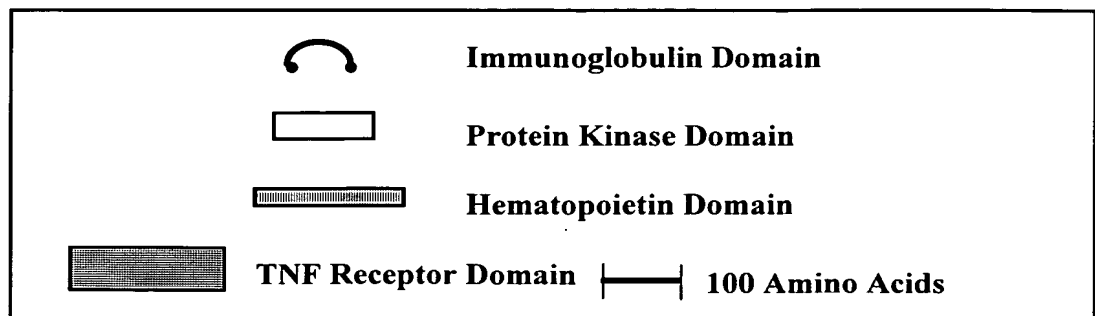 Immunoglobulin Domain
Protein Kinase Domain
Hematopoietin Domain
TNF Receptor Domain
100 Amino Acids